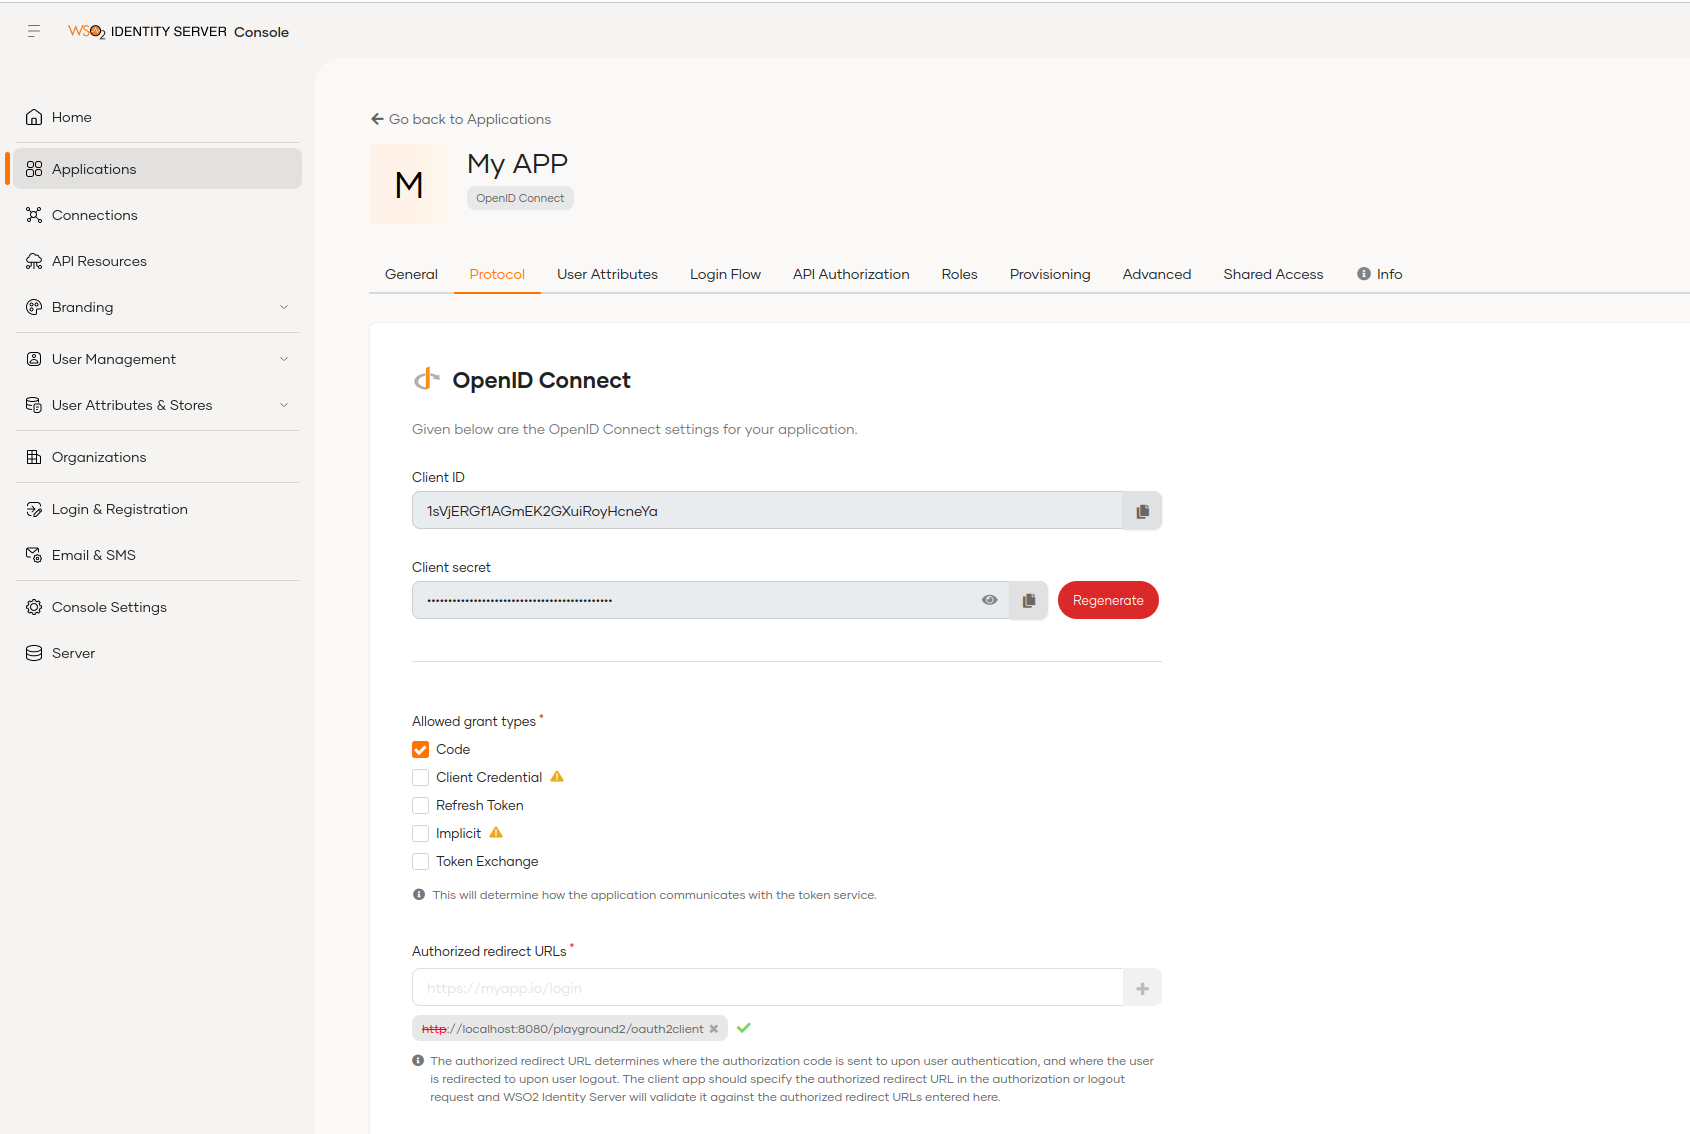 WSO2 IDENTITY SERVER Console
Home
Applications
Connections
API Resources
Branding
User Management
User Attributes & Stores
Organizations
Login & Registration
Email & SMS
Console Settings
Server
Go back to Applications
M
My APP
OpenID Connect
General Protocol User Attributes Login Flow API Authorization Roles Provisioning Advanced Shared Access Info
OpenID Connect
Given below are the OpenID Connect settings for your application.
Client ID
1sVjERGf1AGmEK2GXuiRoyHcneYa
Client secret
Regenerate
Allowed grant types *
Code
Client Credential
Refresh Token
Implicit
Token Exchange
This will determine how the application communicates with the token service.
Authorized redirect URLs *
https://myapp.io/login
http://localhost:8080/playground2/oauth2client
The authorized redirect URL determines where the authorization code is sent to upon user authentication, and where the user
is redirected to upon user logout. The client app should specify the authorized redirect URL in the authorization or logout
request and WSO2 Identity Server will validate it against the authorized redirect URLs entered here.